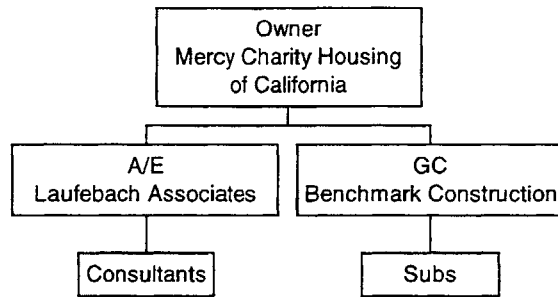 Owner
Mercy Charity Housing
of California
A/E
Laufebach Associates
GC
Benchmark Construction
Consultants
Subs